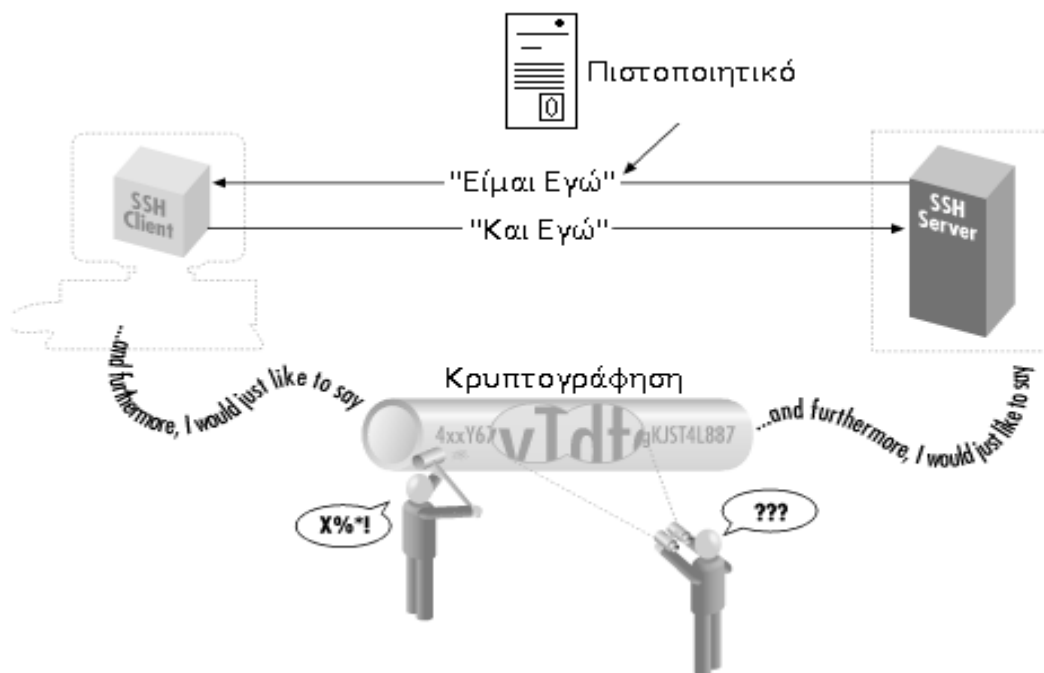 Πιστοποιητικό
"Είμαι Εγώ"
SSH
Client
SSH
Server
"Και Εγώ"
...and furthermore, I would just like to say
Κρυπτογράφηση
4xxY67 yTdt gKJST4L887
...and furthermore, I would just like to say
X%*!
???